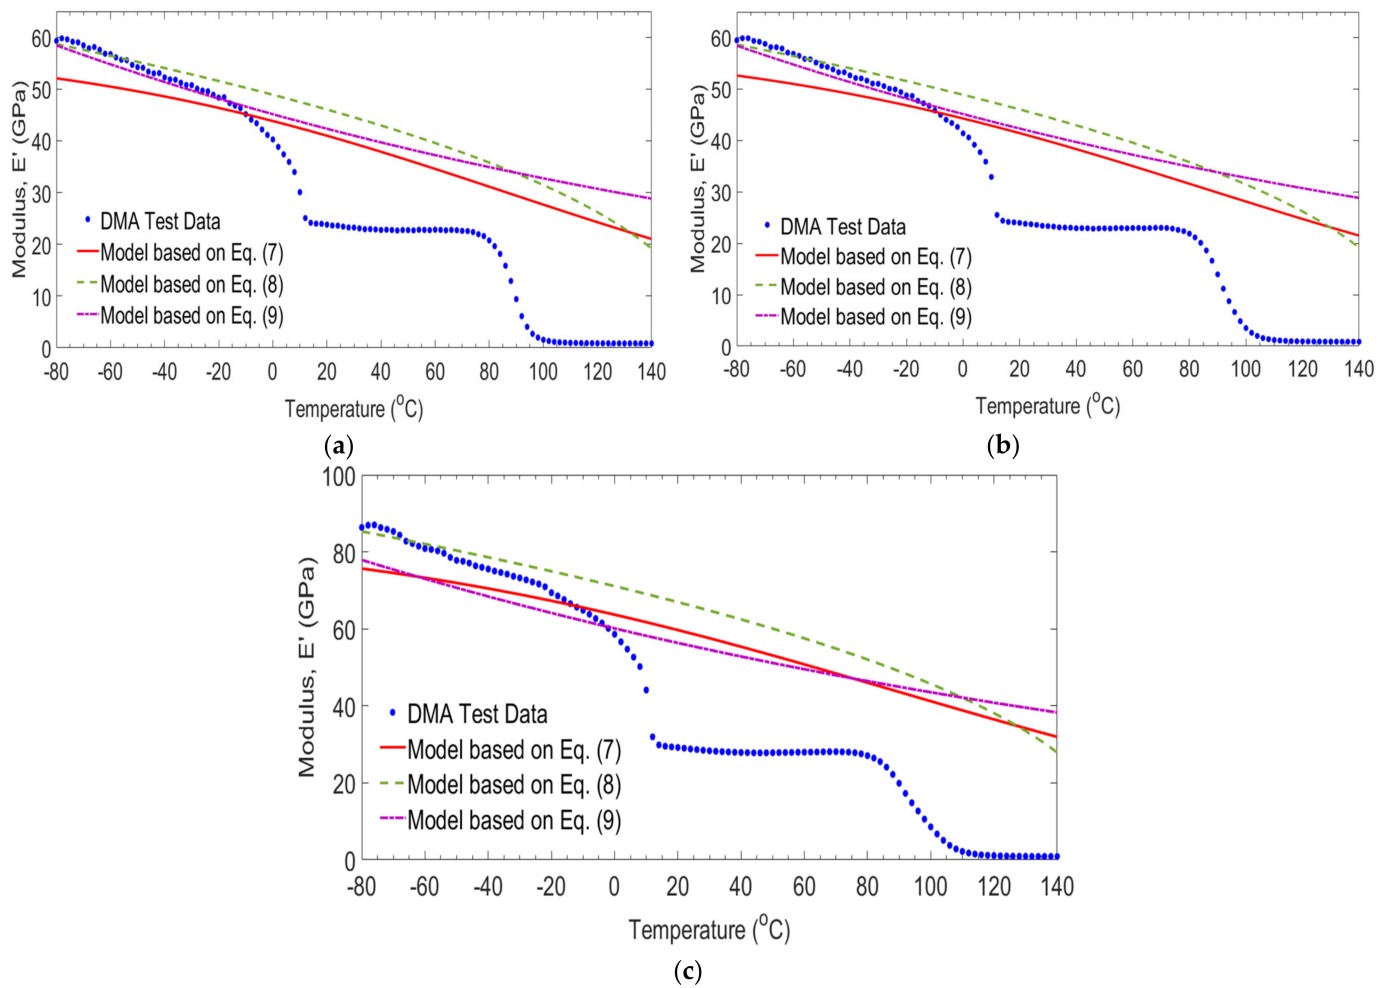 60
50
40
30
20
10
0
Modulus, E' (GPa)
DMA Test Data
Model based on Eq. (7)
Model based on Eq. (8)
Model based on Eq. (9)
-80 -60 -40 -20 0 20 40 60 80 100 120 140
Temperature (°C)
(a)
60
50
40
30
20
10
0
Modulus, E' (GPa)
DMA Test Data
Model based on Eq. (7)
Model based on Eq. (8)
Model based on Eq. (9)
-80 -60 -40 -20 0 20 40 60 80 100 120 140
Temperature (°C)
(b)
100
80
60
40
20
0
Modulus, E' (GPa)
DMA Test Data
Model based on Eq. (7)
Model based on Eq. (8)
Model based on Eq. (9)
-80 -60 -40 -20 0 20 40 60 80 100 120 140
Temperature (°C)
(c)